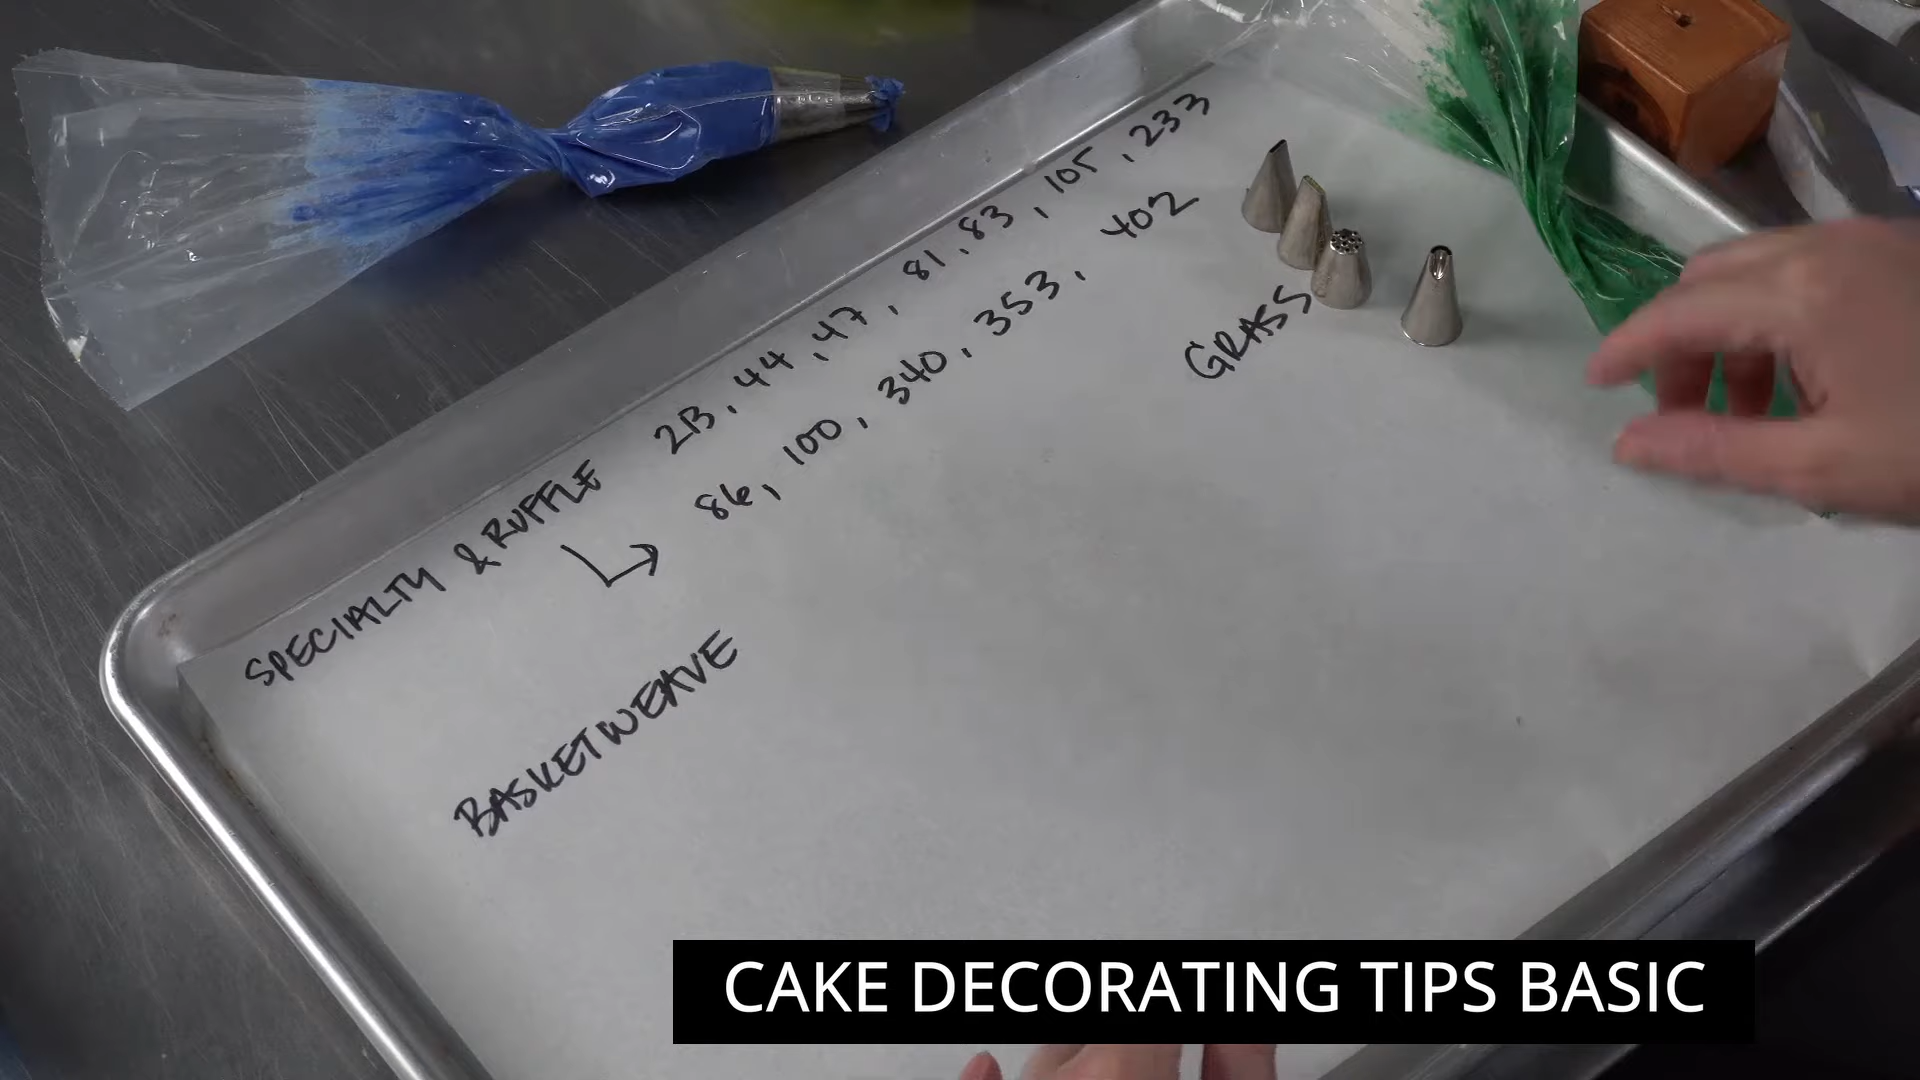 SPECIALTY & RUFFLE 2B, 44, 47, 81, 83, 105, 233
86, 100, 340, 353, 402
GRASS
BASKETWEAVE
CAKE DECORATING TIPS BASIC